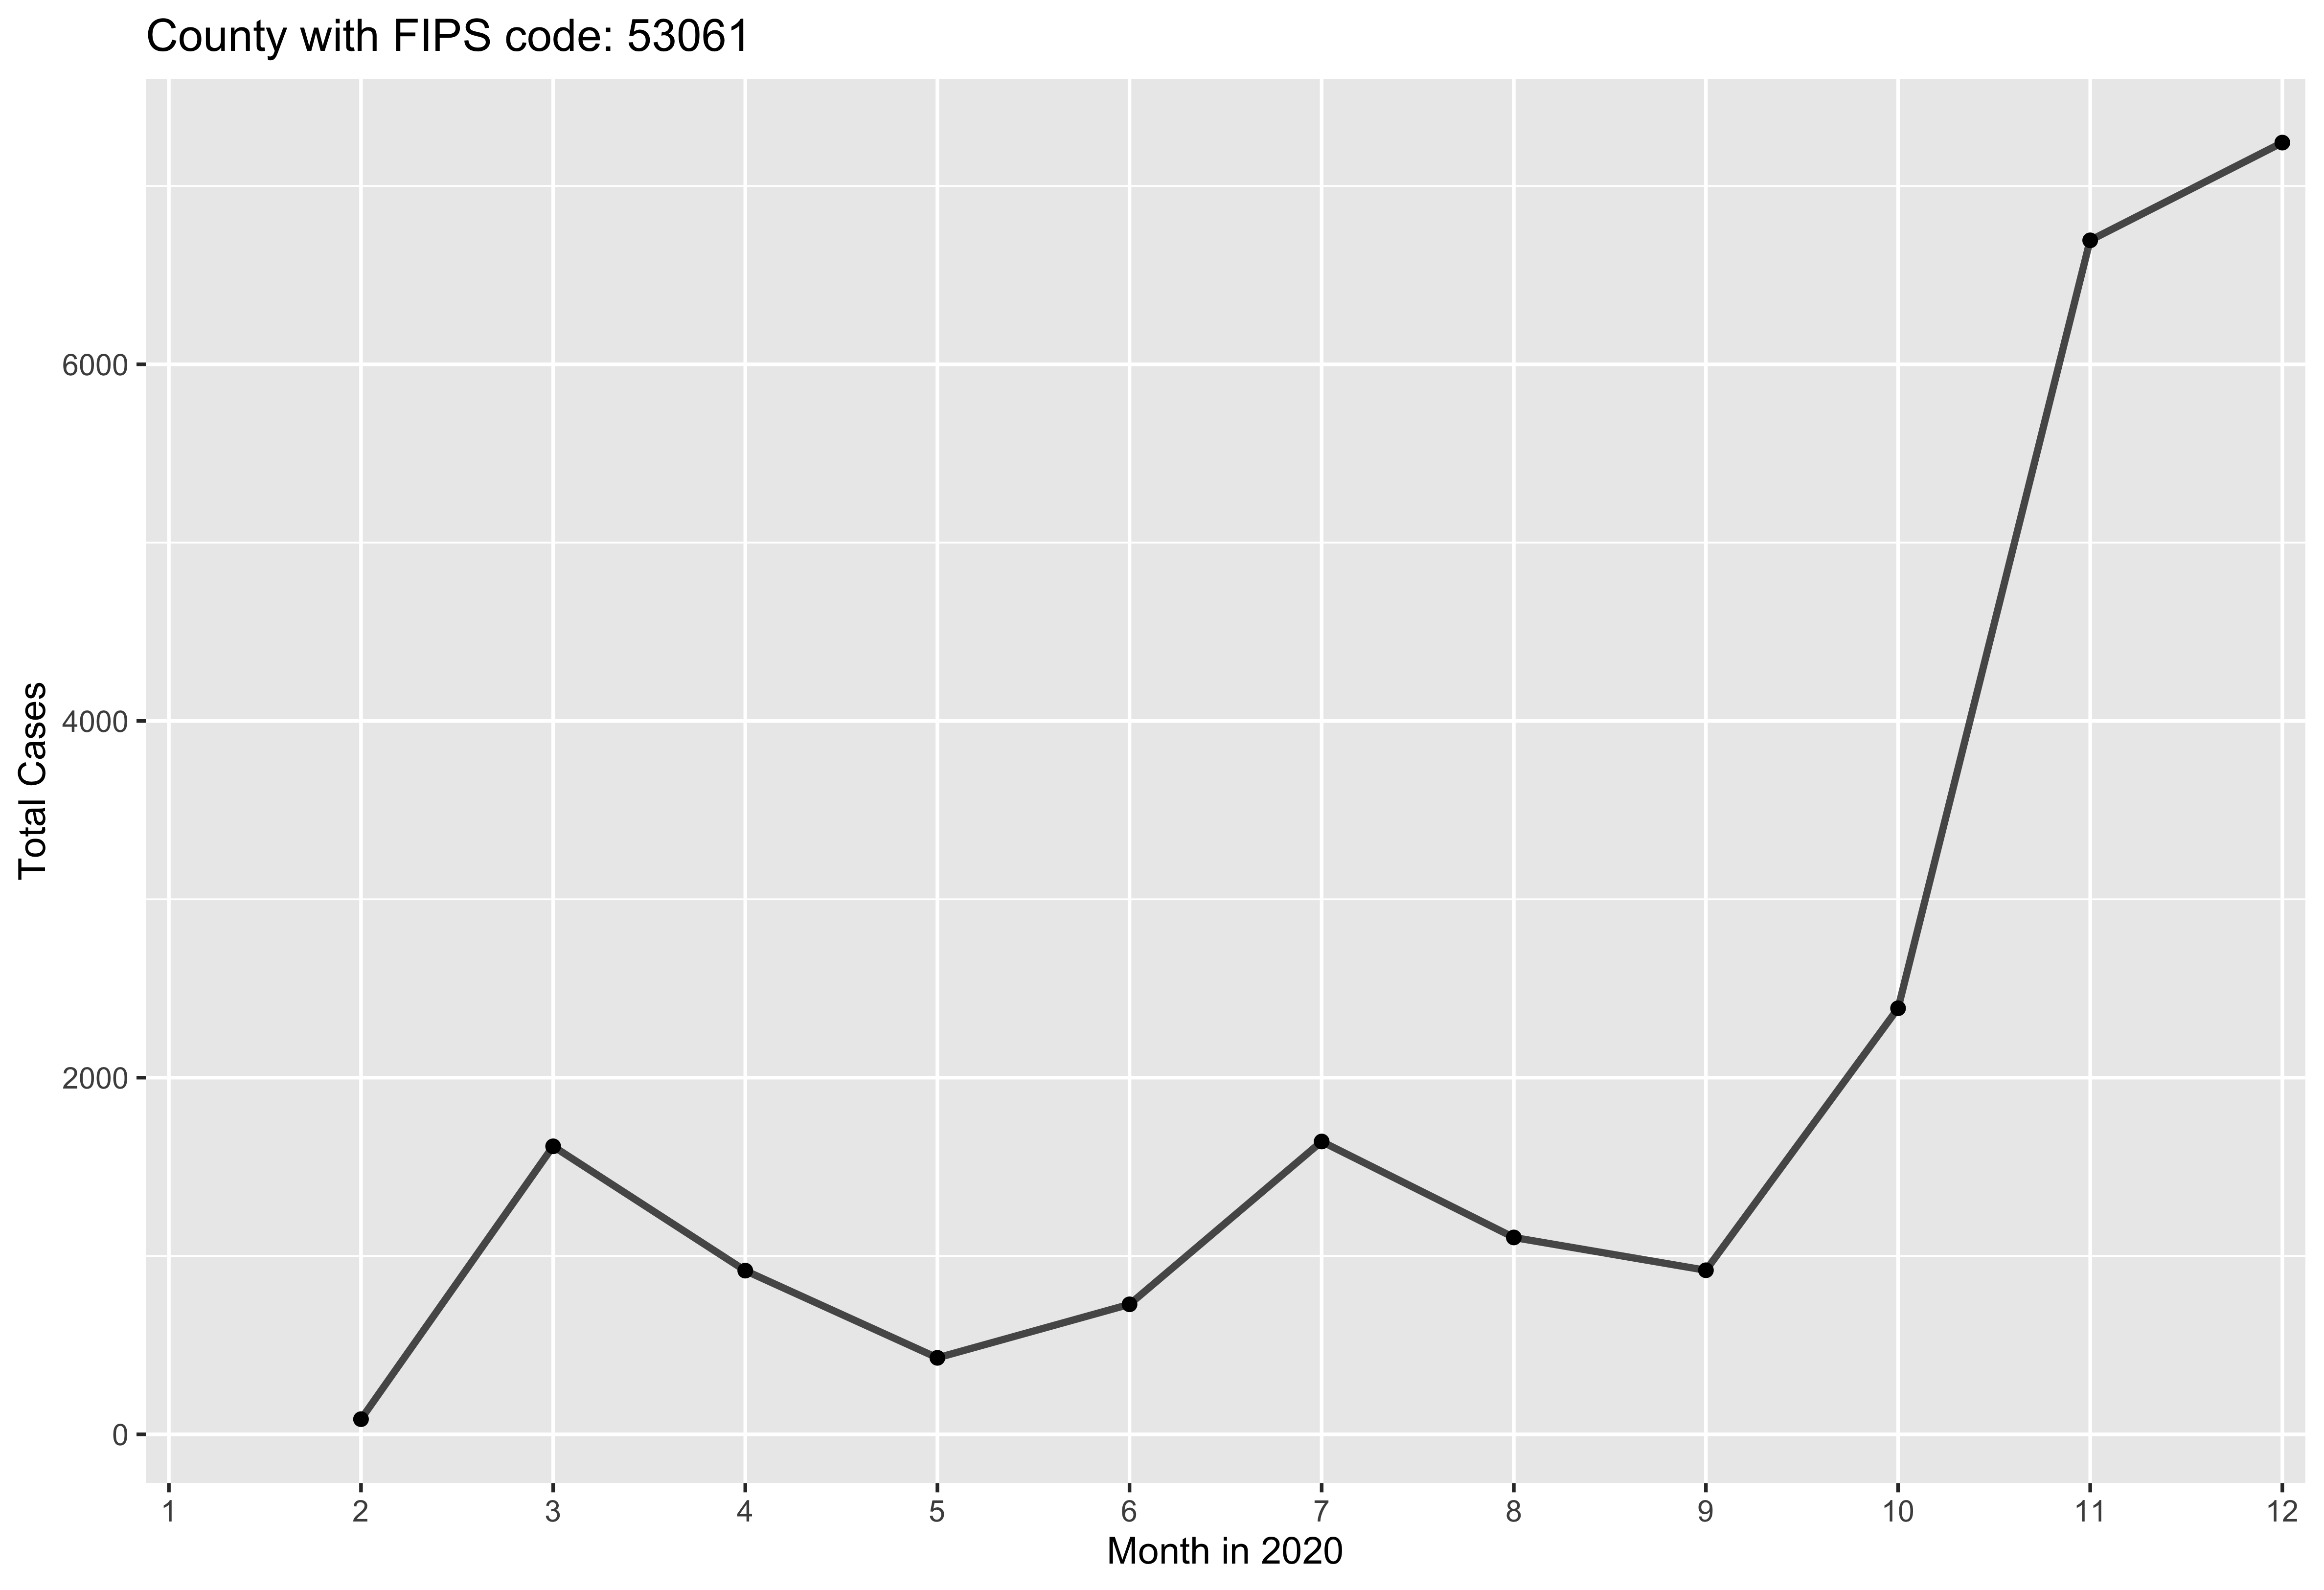 County with FIPS code: 53061
Total Cases
6000
4000
2000
0
1 2 3 4 5 6 7 8 9 10 11 12
Month in 2020